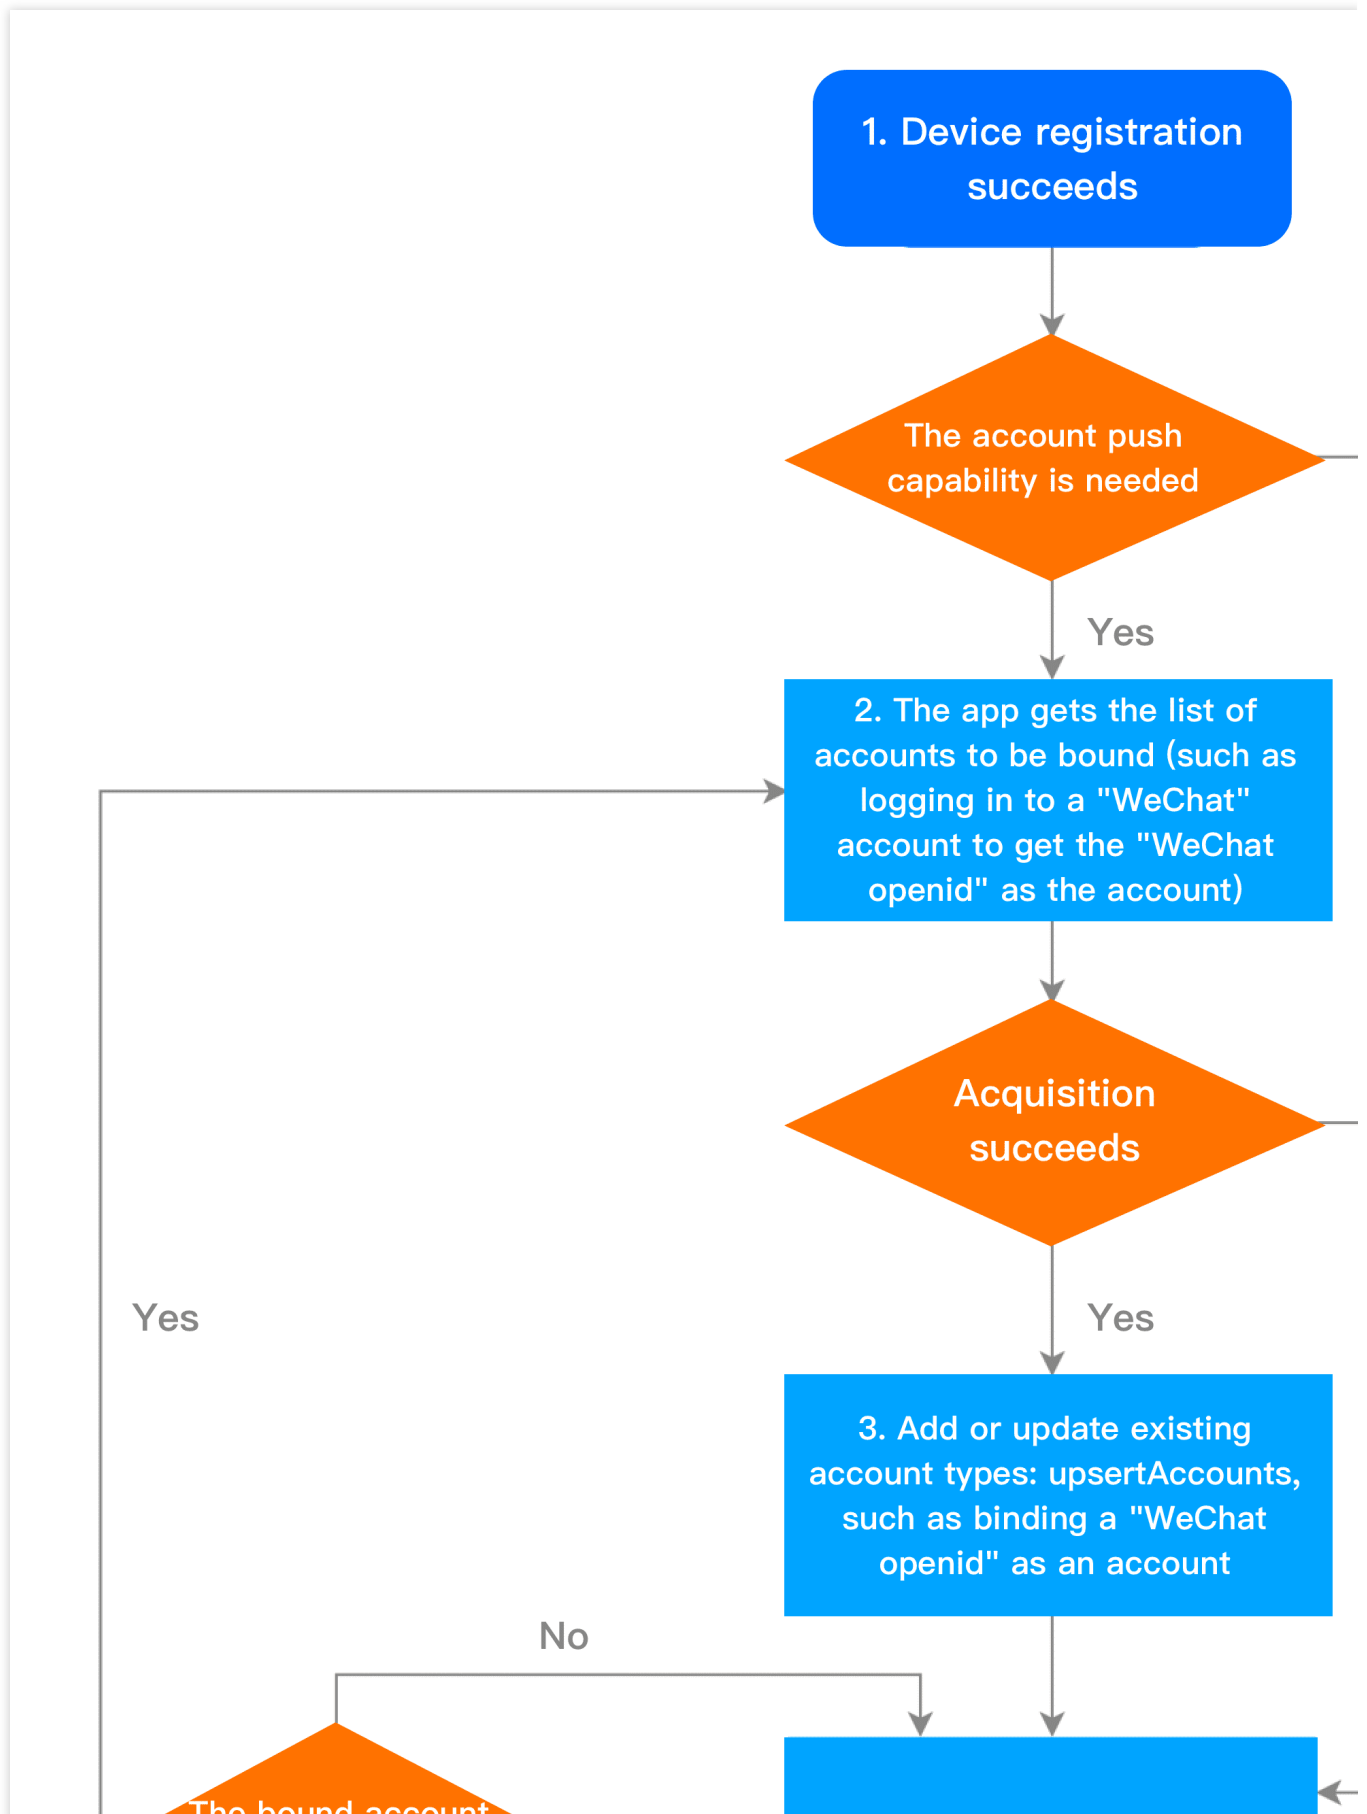 1. Device registration
succeeds
The account push
capability is needed
Yes
2. The app gets the list of
accounts to be bound (such as
logging in to a "WeChat"
account to get the "WeChat
openid" as the account)
Acquisition
succeeds
Yes
Yes
3. Add or update existing
account types: upsertAccounts,
such as binding a "WeChat
openid" as an account
No
The bound account